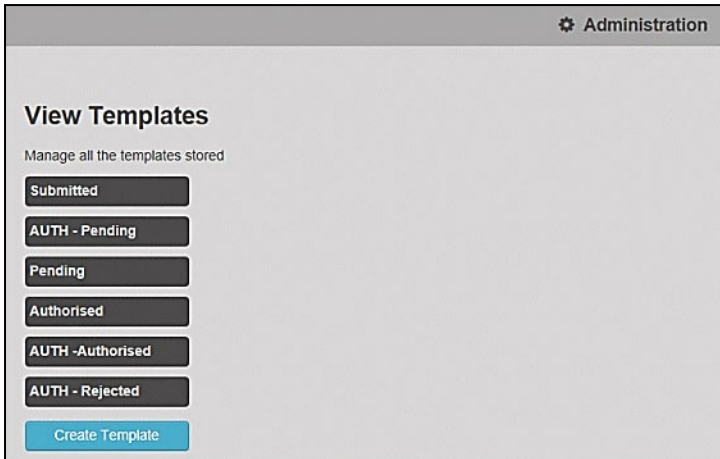 Administration
View Templates
Manage all the templates stored
Submitted
AUTH - Pending
Pending
Authorised
AUTH -Authorised
AUTH - Rejected
Create Template